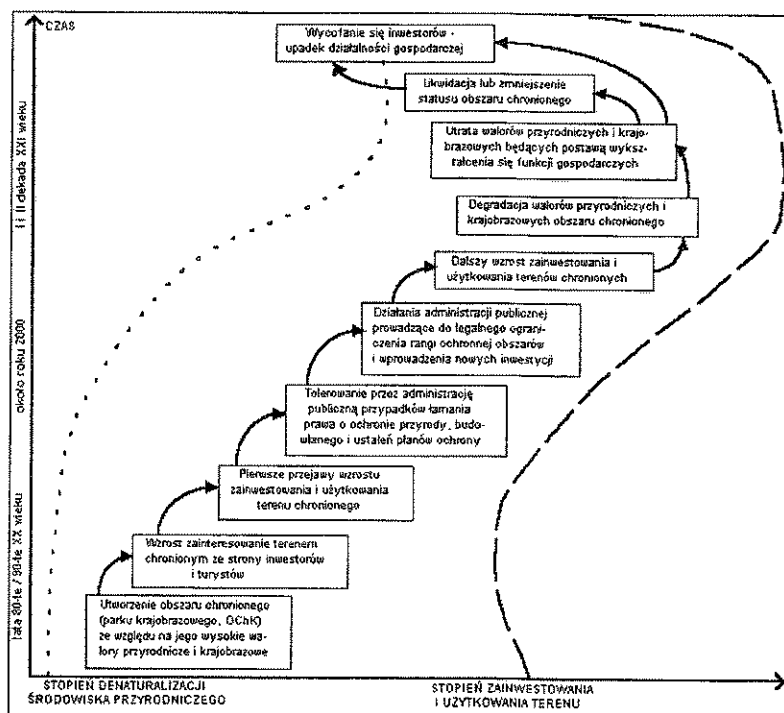 CZAS
Wycofanie się inwestorów -
upadek działalności gospodarczej
Likwidacja lub zmniejszenie
statusu obszaru chronionego
Utrata walorów przyrodniczych i krajo-
brazowych będących postawą wyksz-
tałcenia się funkcji gospodarczych
Degradacja walorów przyrodniczych i
krajobrazowych obszaru chronionego
Dalszy wzrost zainwestowania i
użytkowania terenów chronionych
Działania administracji publicznej
prowadzące do legalnego ograni-
czenia rangi ochronnej obszarów
i wprowadzenia nowych inwestycji
Tolerowanie przez administrację
publiczną przypadków łamania
prawa o ochronie przyrody, budo-
wlanego i ustaleń planów ochrony
Pierwsze przejawy wzrostu
zainwestowania i użytkowania
terenu chronionego
Wzrost zainteresowanie terenem
chronionym ze strony inwestorów
i turystów
Utworzenie obszaru chronionego
(parku krajobrazowego, OChK)
ze względu na jego wysokie wa-
lory przyrodnicze i krajobrazowe
I i II dekada XXI wieku
około roku 2000
lata 80-te / 90-te XX wieku
STOPIEŃ DENATURALIZACJI
ŚRODOWISKA PRZYRODNICZEGO
STOPIEŃ ZAINWESTOWANIA
I UŻYTKOWANIA TERENU